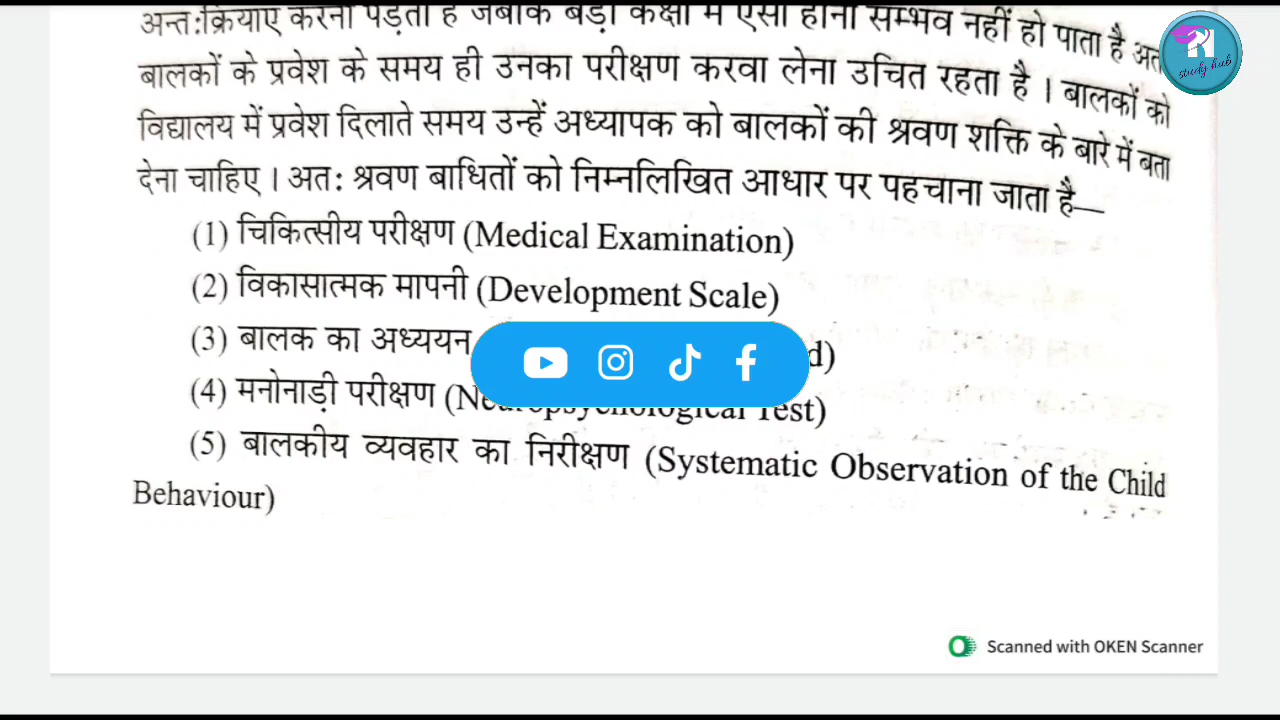 अन्तःक्रियाएं करनी पड़ती हैं जबकि बड़ी कक्षा में ऐसा होना सम्भव नहीं हो पाता है अत
बालकों के प्रवेश के समय ही उनका परीक्षण करवा लेना उचित रहता है । बालकों को
विद्यालय में प्रवेश दिलाते समय उन्हें अध्यापक को बालकों की श्रवण शक्ति के बारे में बता
देना चाहिए । अतः श्रवण बाधितों को निम्नलिखित आधार पर पहचाना जाता है—
(1) चिकित्सीय परीक्षण (Medical Examination)
(2) विकासात्मक मापनी (Development Scale)
(3) बालक का अध्ययन
(4) मनोनाड़ी परीक्षण (Neuropsychological Test)
(5) बालकीय व्यवहार का निरीक्षण (Systematic Observation of the Child
Behaviour)
Scanned with OKEN Scanner
study hub